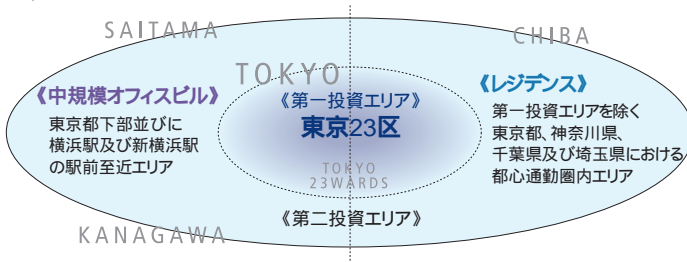 SAITAMA
CHIBA
TOKYO
《中規模オフィスビル》
東京都下部並びに
横浜駅及び新横浜駅
の駅前至近エリア
《第一投資エリア》
東京23区
TOKYO
23WARDS
《レジデンス》
第一投資エリアを除く
東京都、神奈川県、
千葉県及び埼玉県における
都心通勤圏内エリア
《第二投資エリア》
KANAGAWA